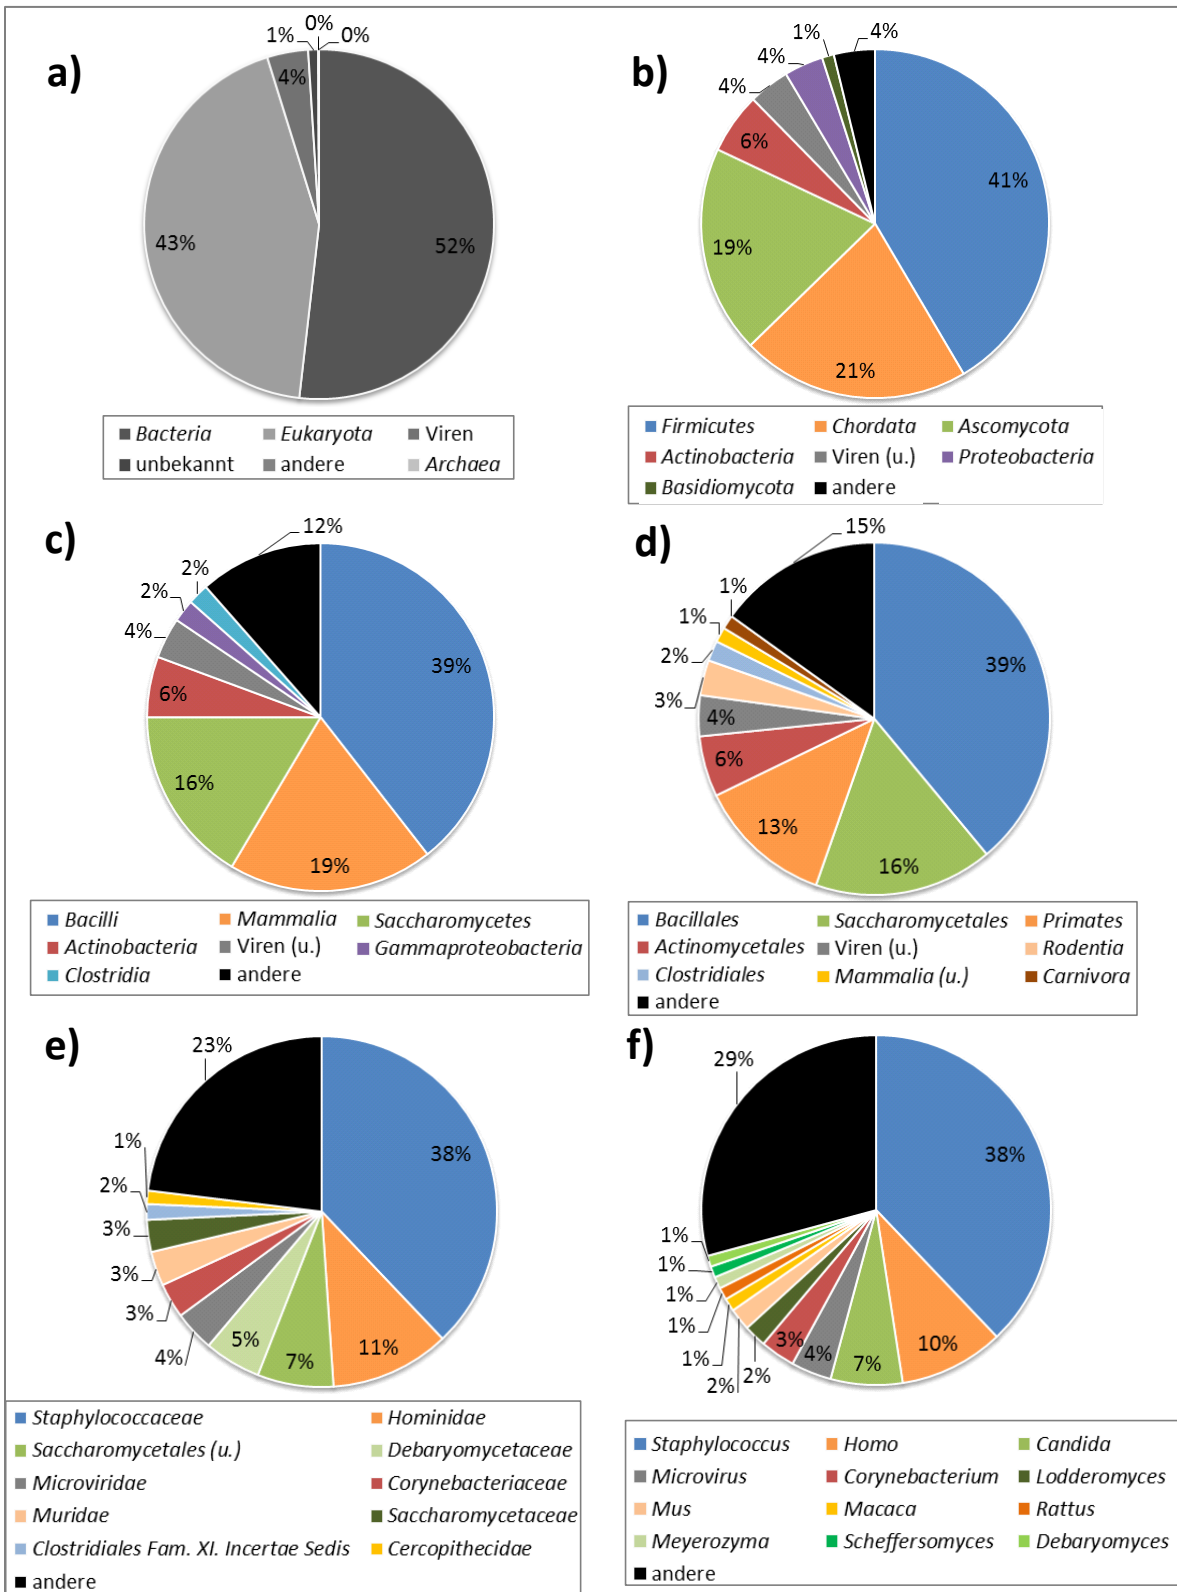 a)
0%
1%
0%
4%
43%
52%
Bacteria Eukaryota Viren
unbekannt andere Archaea
b)
1%
4%
4%
4%
6%
41%
19%
21%
Firmicutes Chordata Ascomycota
Actinobacteria Viren (u.) Proteobacteria
Basidiomycota andere
c)
12%
2%
2%
4%
39%
6%
16%
19%
Bacilli Mammalia Saccharomycetes
Actinobacteria Viren (u.) Gammaproteobacteria
Clostridia andere
d)
15%
1%
1%
2%
39%
3%
4%
6%
13%
16%
Bacillales Saccharomycetales Primates
Actinomycetales Viren (u.) Rodentia
Clostridiales Mammalia (u.) Carnivora
andere
e)
23%
1%
38%
2%
3%
3%
3%
4%
5%
7%
11%
Staphylococcaceae Hominidae
Saccharomycetales (u.) Debaryomycetaceae
Microviridae Corynebacteriaceae
Muridae Saccharomycetaceae
Clostridiales Fam. XI. Incertae Sedis Cercopithecidae
andere
f)
29%
38%
1%
1%
1%
1%
1%
2%
2%
3%
4%
7%
10%
Staphylococcus Homo Candida
Microvirus Corynebacterium Lodderomyces
Mus Macaca Rattus
Meyerozyma Scheffersomyces Debaryomyces
andere